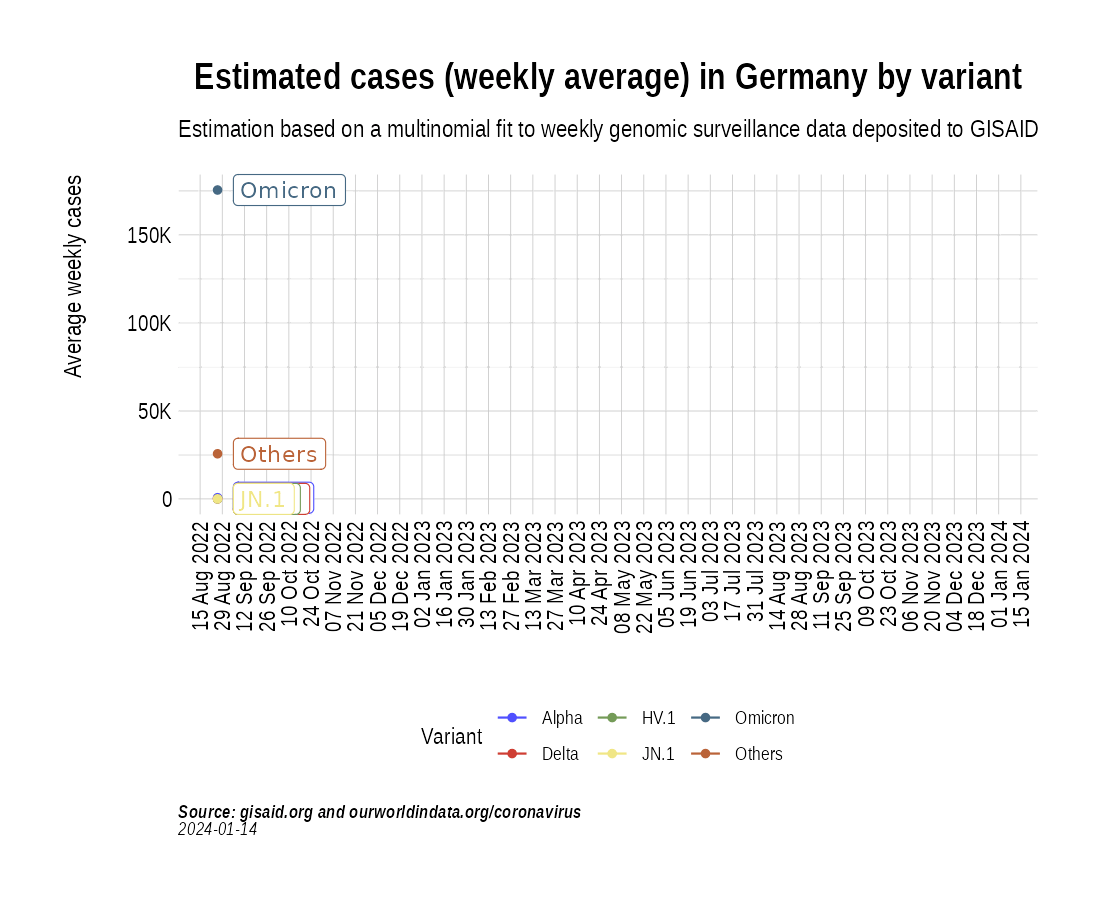 Estimated cases (weekly average) in Germany by variant
Estimation based on a multinomial fit to weekly genomic surveillance data deposited to GISAID
Average weekly cases
150K
100K
50K
0
Omicron
Others
JN.1
15 Aug 2022
29 Aug 2022
12 Sep 2022
26 Sep 2022
10 Oct 2022
24 Oct 2022
07 Nov 2022
21 Nov 2022
05 Dec 2022
19 Dec 2022
02 Jan 2023
16 Jan 2023
30 Jan 2023
13 Feb 2023
27 Feb 2023
13 Mar 2023
27 Mar 2023
10 Apr 2023
24 Apr 2023
08 May 2023
22 May 2023
05 Jun 2023
19 Jun 2023
03 Jul 2023
17 Jul 2023
31 Jul 2023
14 Aug 2023
28 Aug 2023
11 Sep 2023
25 Sep 2023
09 Oct 2023
23 Oct 2023
06 Nov 2023
20 Nov 2023
04 Dec 2023
18 Dec 2023
01 Jan 2024
15 Jan 2024
Variant
Alpha
HV.1
Omicron
Delta
JN.1
Others
Source: gisaid.org and ourworldindata.org/coronavirus
2024-01-14